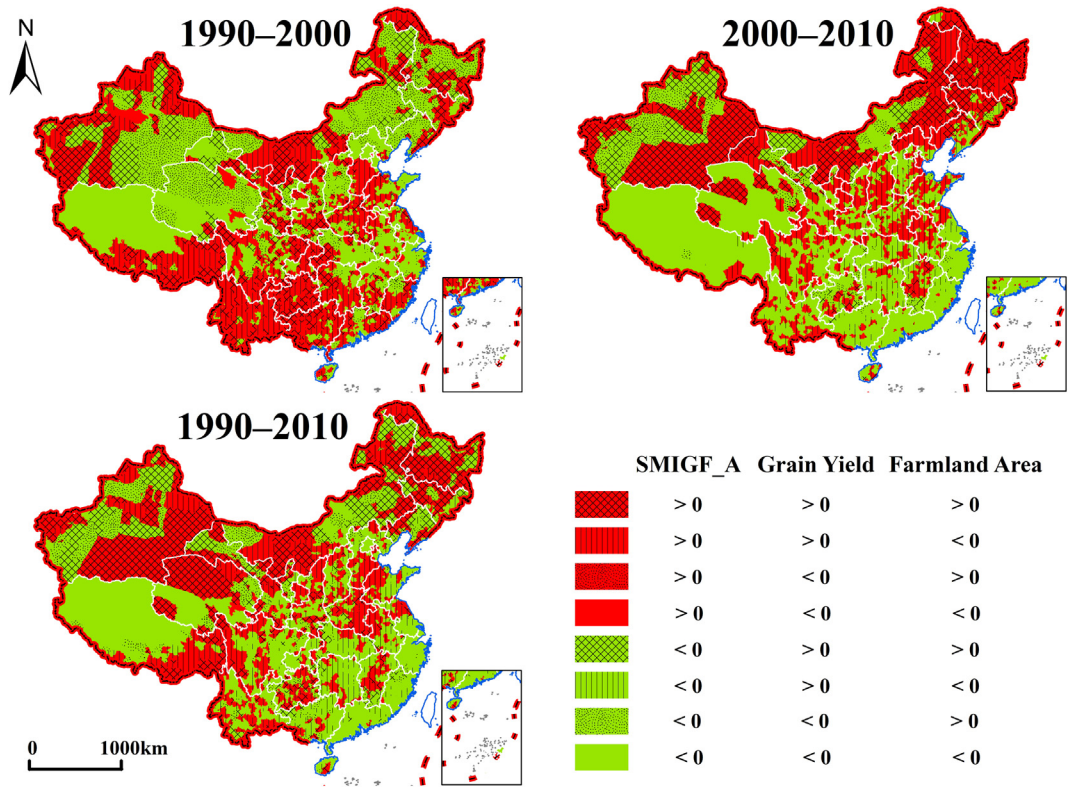 N
1990–2000
2000–2010
1990–2010
SMIGF_A Grain Yield Farmland Area
> 0 > 0 > 0
> 0 > 0 < 0
> 0 < 0 > 0
> 0 < 0 < 0
< 0 > 0 > 0
< 0 > 0 < 0
< 0 < 0 > 0
< 0 < 0 < 0
0 1000km